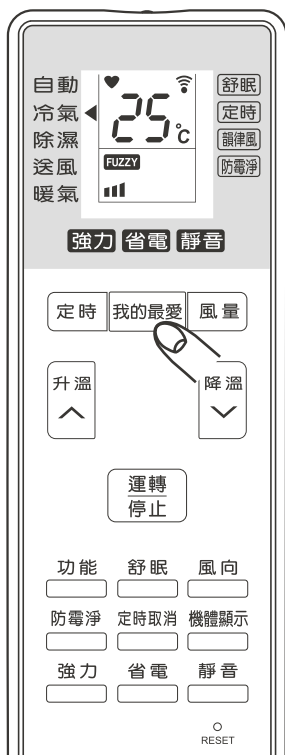 自動 舒眠
冷氣 25℃ 定時
除濕 韻律風
送風 FUZZY 防霉淨
暖氣
強力 省電 靜音
定時 我的最愛 風量
升溫 降溫
運轉
停止
功能 舒眠 風向
防霉淨 定時取消 機體顯示
強力 省電 靜音
RESET